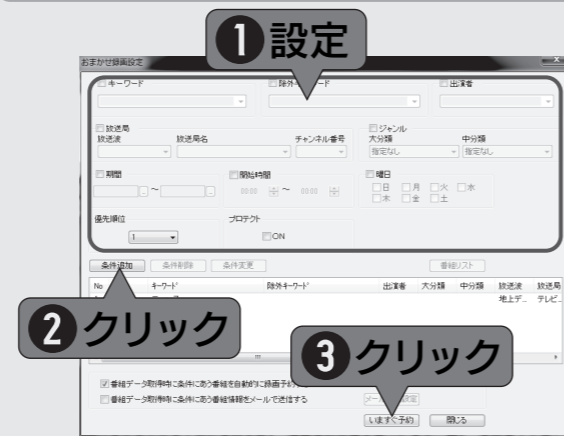 ❶設定
おまかせ録画設定
キーワード 除外キーワード 出演者
放送局 ジャンル
放送波 放送局名 チャンネル番号 大分類 中分類
指定なし 指定なし
期間 開始時間 曜日
～ 00:00 ～ 00:00 日 月 火 水
木 金 土
優先順位 プロテクト
1 ON
条件追加 条件削除 条件変更 番組リスト
No キーワード 除外キーワード 出演者 大分類 中分類 放送波 放送局
地上デ... テレビ...
❷クリック
❸クリック
番組データ取得時に条件にあう番組を自動的に録画予約
番組データ取得時に条件にあう番組情報をメールで送信する
いますぐ予約 閉じる